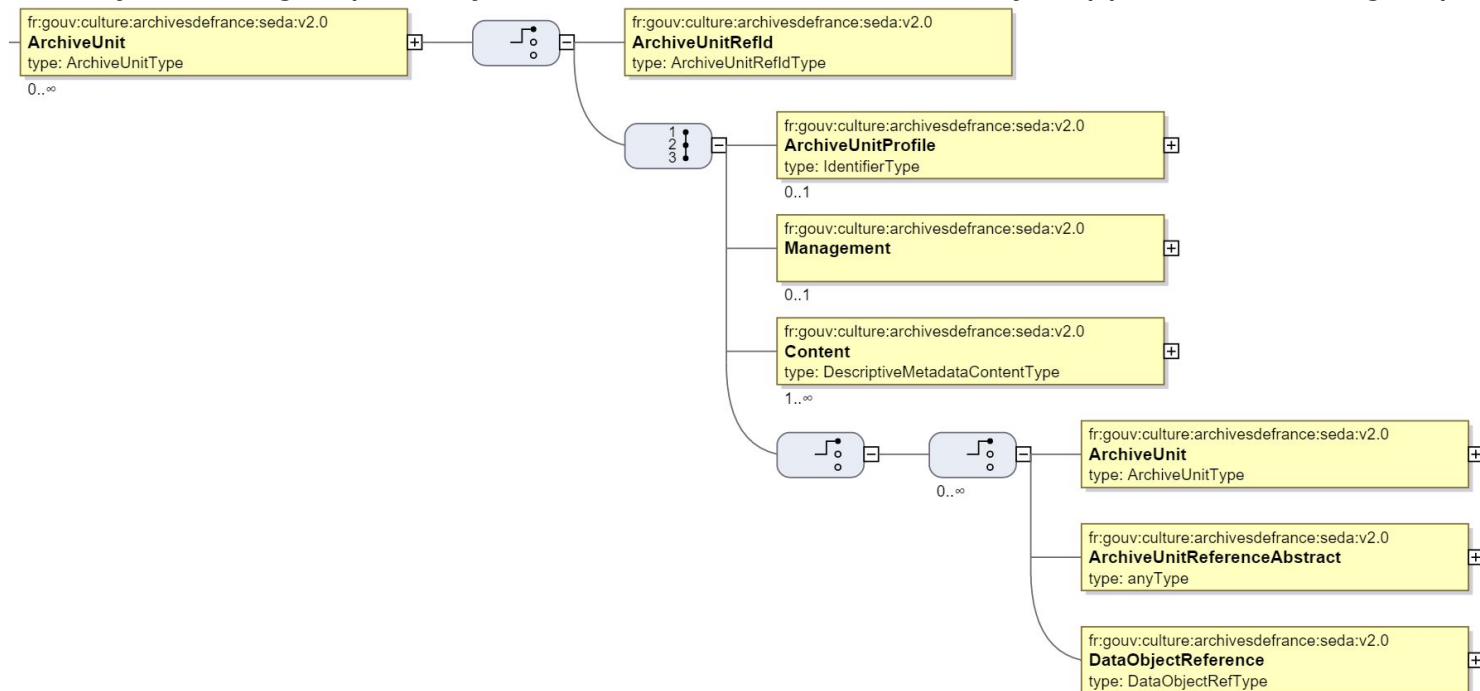 fr:gouv:culture:archivesdefrance:seda:v2.0
ArchiveUnit
type: ArchiveUnitType
0..∞
fr:gouv:culture:archivesdefrance:seda:v2.0
ArchiveUnitRefId
type: ArchiveUnitRefIdType
1
2
3
fr:gouv:culture:archivesdefrance:seda:v2.0
ArchiveUnitProfile
type: IdentifierType
0..1
fr:gouv:culture:archivesdefrance:seda:v2.0
Management
0..1
fr:gouv:culture:archivesdefrance:seda:v2.0
Content
type: DescriptiveMetadataContentType
1..∞
0..∞
fr:gouv:culture:archivesdefrance:seda:v2.0
ArchiveUnit
type: ArchiveUnitType
fr:gouv:culture:archivesdefrance:seda:v2.0
ArchiveUnitReferenceAbstract
type: anyType
fr:gouv:culture:archivesdefrance:seda:v2.0
DataObjectReference
type: DataObjectRefType